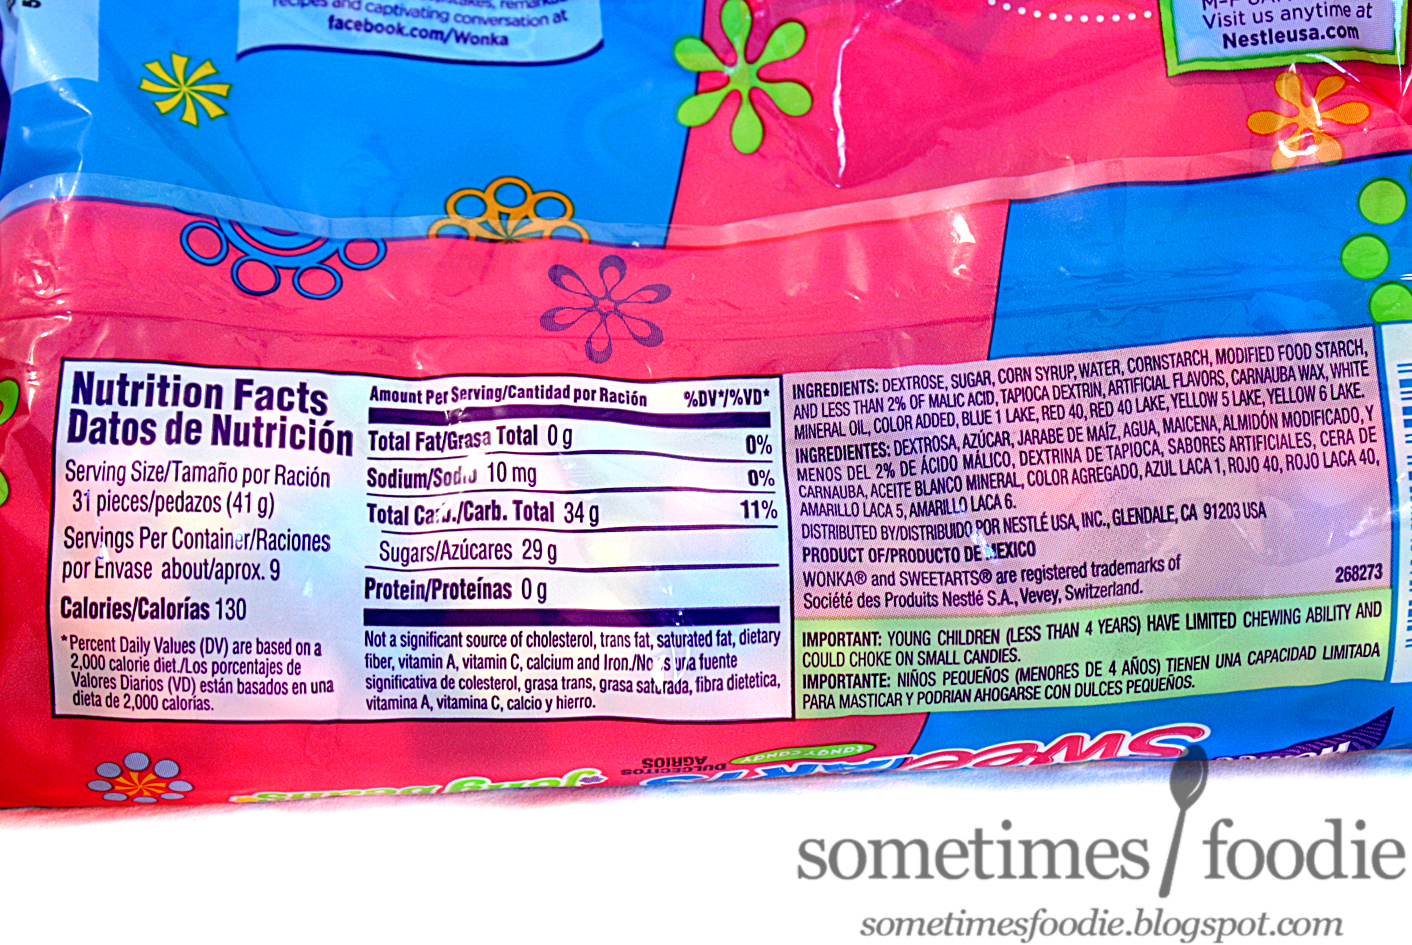 and captivating conversation at
facebook.com/Wonka
Visit us anytime at
Nestleusa.com
Nutrition Facts
Datos de Nutrición
Serving Size/Tamaño por Ración
31 pieces/pedazos (41 g)
Servings Per Container/Raciones
por Envase about/aprox. 9
Calories/Calorías 130
*Percent Daily Values (DV) are based on a
2,000 calorie diet./Los porcentajes de
Valores Diarios (VD) están basados en una
dieta de 2,000 calorías.
Amount Per Serving/Cantidad por Ración %DV*/%VD*
Total Fat/Grasa Total 0 g 0%
Sodium/Sodio 10 mg 0%
Total Carb./Carb. Total 34 g 11%
Sugars/Azúcares 29 g
Protein/Proteínas 0 g
Not a significant source of cholesterol, trans fat, saturated fat, dietary
fiber, vitamin A, vitamin C, calcium and Iron./No es una fuente
significativa de colesterol, grasa trans, grasa saturada, fibra dietetica,
vitamina A, vitamina C, calcio y hierro.
INGREDIENTS: DEXTROSE, SUGAR, CORN SYRUP, WATER, CORNSTARCH, MODIFIED FOOD STARCH,
AND LESS THAN 2% OF MALIC ACID, TAPIOCA DEXTRIN, ARTIFICIAL FLAVORS, CARNAUBA WAX, WHITE
MINERAL OIL, COLOR ADDED, BLUE 1 LAKE, RED 40, RED 40 LAKE, YELLOW 5 LAKE, YELLOW 6 LAKE.
INGREDIENTES: DEXTROSA, AZÚCAR, JARABE DE MAÍZ, AGUA, MAICENA, ALMIDÓN MODIFICADO, Y
MENOS DEL 2% DE ÁCIDO MÁLICO, DEXTRINA DE TAPIOCA, SABORES ARTIFICIALES, CERA DE
CARNAUBA, ACEITE BLANCO MINERAL, COLOR AGREGADO, AZUL LACA 1, ROJO 40, ROJO LACA 40,
AMARILLO LACA 5, AMARILLO LACA 6.
DISTRIBUTED BY/DISTRIBUIDO POR NESTLÉ USA, INC., GLENDALE, CA 91203 USA
PRODUCT OF/PRODUCTO DE MEXICO
WONKA® and SWEETARTS® are registered trademarks of
Société des Produits Nestlé S.A., Vevey, Switzerland. 268273
IMPORTANT: YOUNG CHILDREN (LESS THAN 4 YEARS) HAVE LIMITED CHEWING ABILITY AND
COULD CHOKE ON SMALL CANDIES.
IMPORTANTE: NIÑOS PEQUEÑOS (MENORES DE 4 AÑOS) TIENEN UNA CAPACIDAD LIMITADA
PARA MASTICAR Y PODRIAN AHOGARSE CON DULCES PEQUEÑOS.
TANGY CANDY
DULCECITOS
AGRIOS
sometimes foodie
sometimesfoodie.blogspot.com